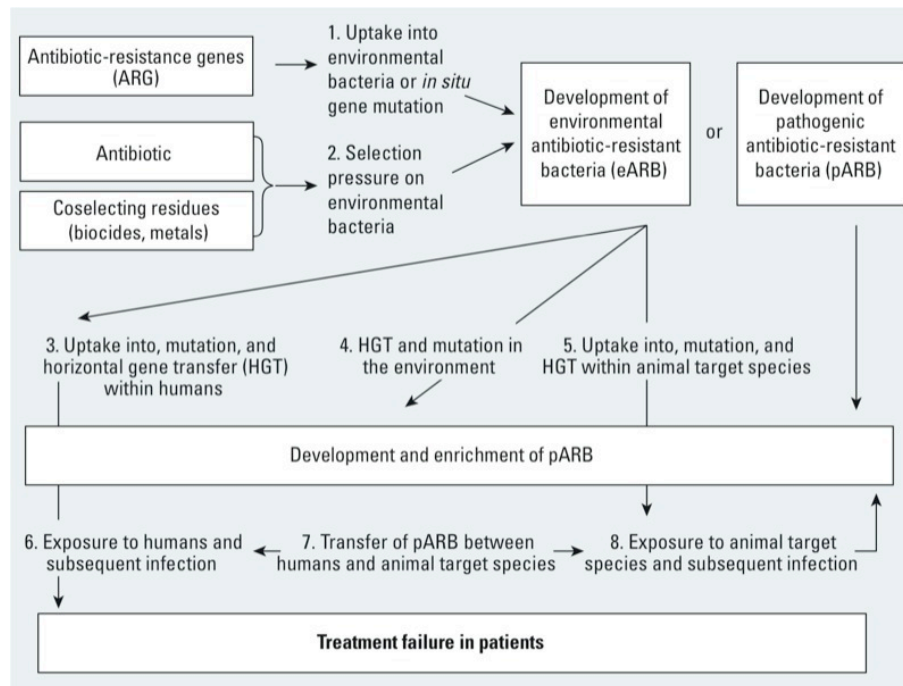 Antibiotic-resistance genes
(ARG)
1. Uptake into
environmental
bacteria or in situ
gene mutation
Antibiotic
Coselecting residues
(biocides, metals)
2. Selection
pressure on
environmental
bacteria
Development of
environmental
antibiotic-resistant
bacteria (eARB)
or
Development of
pathogenic
antibiotic-resistant
bacteria (pARB)
3. Uptake into, mutation, and
horizontal gene transfer (HGT)
within humans
4. HGT and mutation in
the environment
5. Uptake into, mutation, and
HGT within animal target species
Development and enrichment of pARB
6. Exposure to humans and
subsequent infection
7. Transfer of pARB between
humans and animal target species
8. Exposure to animal target
species and subsequent infection
Treatment failure in patients